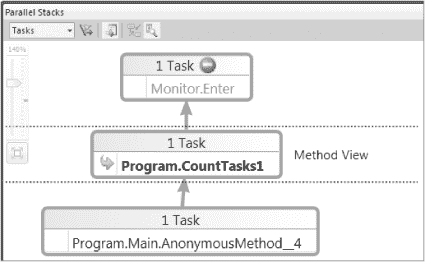 Parallel Stacks
Tasks
140%
1 Task
Monitor.Enter
1 Task
Program.CountTasks1
Method View
1 Task
Program.Main.AnonymousMethod__4